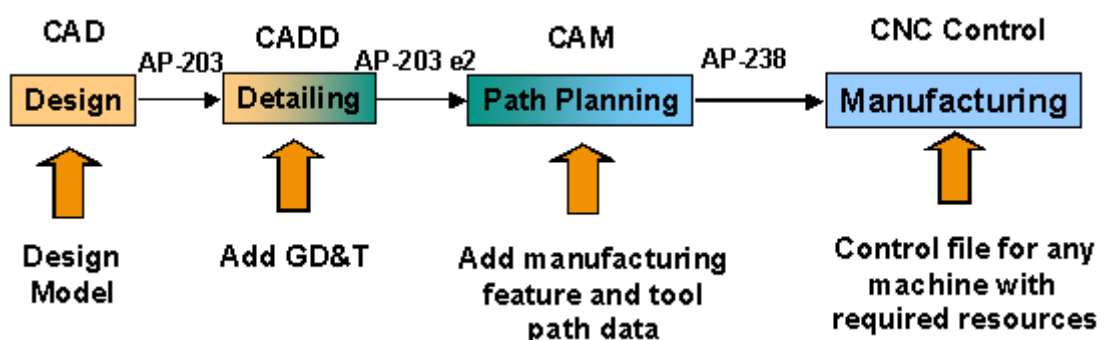 CAD
CADD
CAM
CNC Control
AP-203
AP-203 e2
AP-238
Design
Detailing
Path Planning
Manufacturing
Design
Model
Add GD&T
Add manufacturing
feature and tool
path data
Control file for any
machine with
required resources